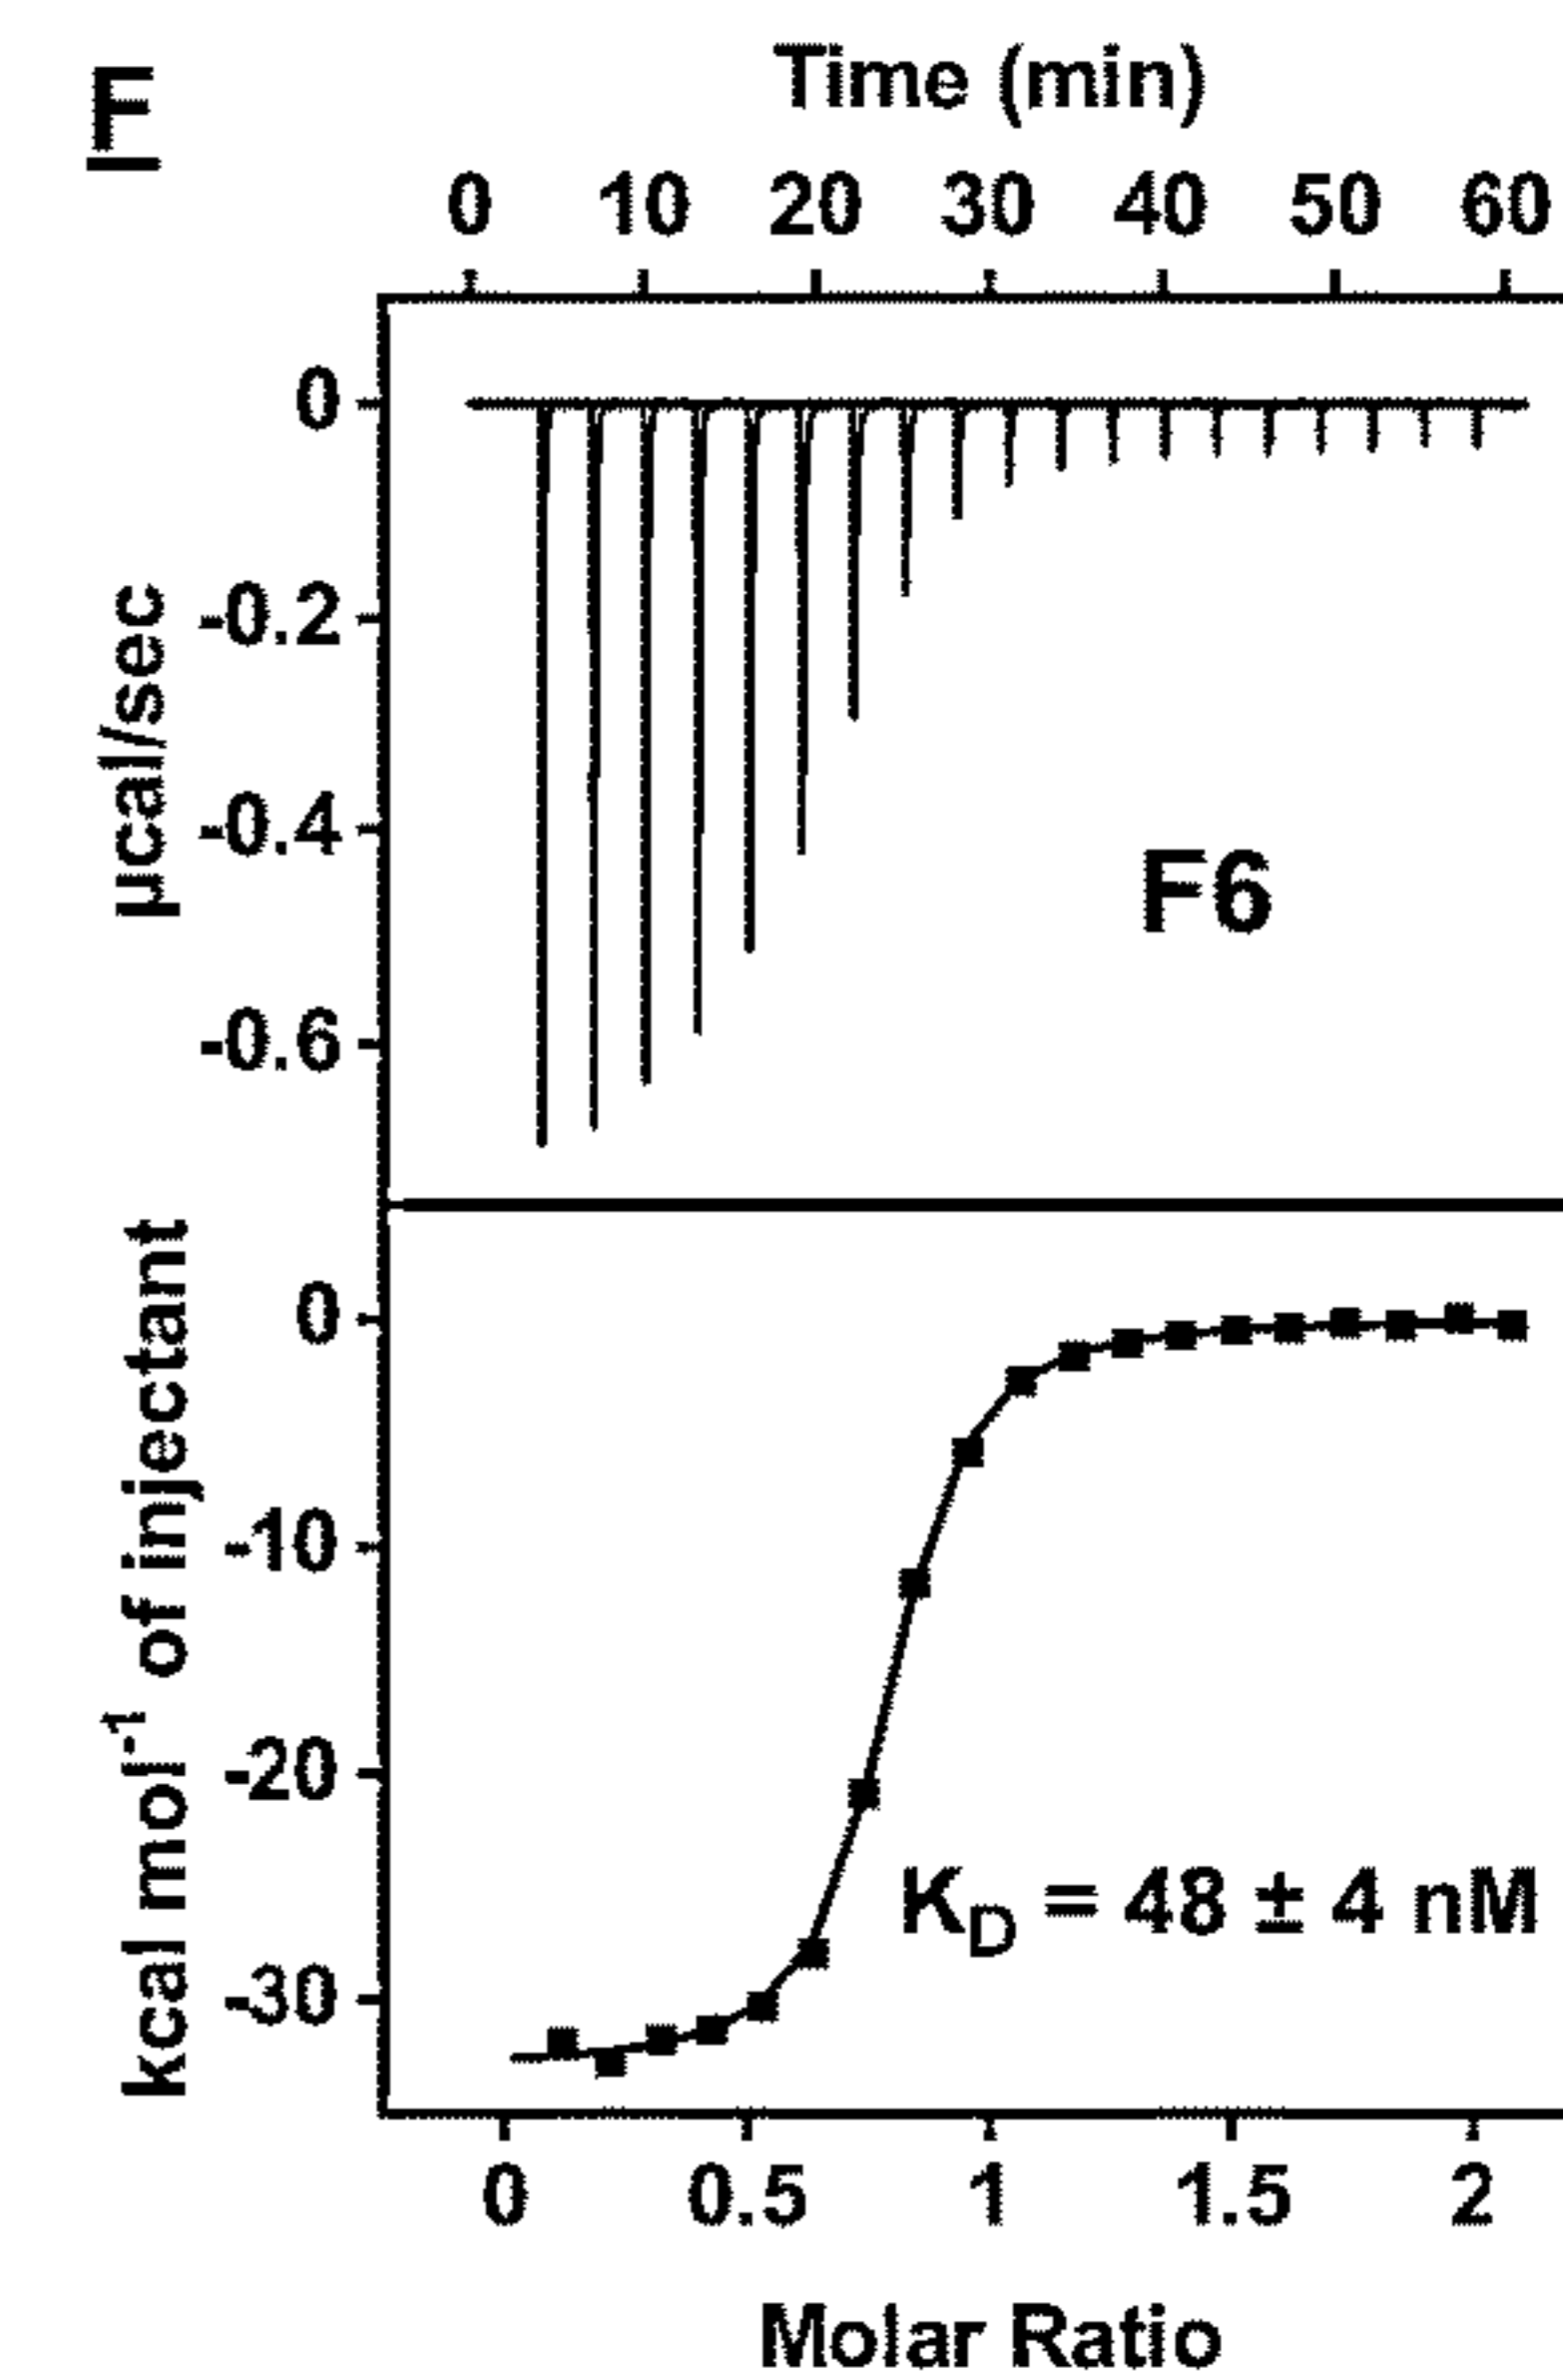 F
Time (min)
0 10 20 30 40 50 60
0
-0.2
-0.4
-0.6
μcal/sec
F6
0
-10
-20
-30
kcal mol⁻¹ of injectant
K_D = 48 ± 4 nM
0 0.5 1 1.5 2
Molar Ratio